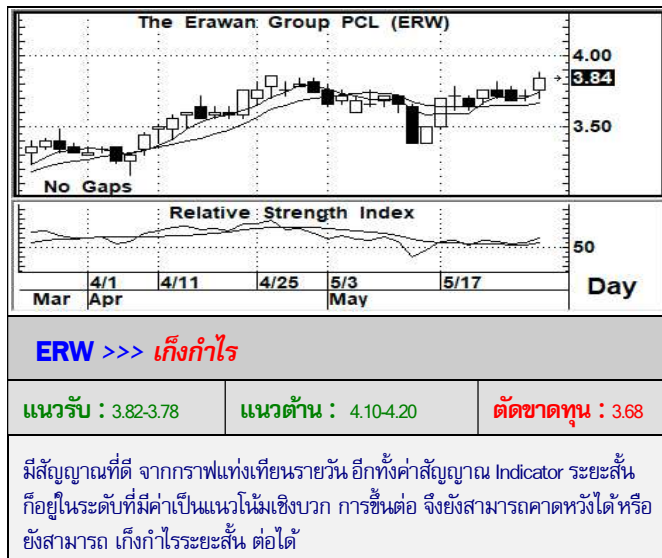 The Erawan Group PCL (ERW)
4.00
3.84
3.50
No Gaps
Relative Strength Index
50
4/1 4/11 4/25 5/3 5/17
Mar Apr May
Day
ERW >>> เก็งกำไร
แนวรับ : 3.82-3.78 แนวต้าน : 4.10-4.20 ตัดขาดทุน : 3.68
มีสัญญาณที่ดี จากกราฟแท่งเทียนรายวัน อีกทั้งค่าสัญญาณ Indicator ระยะสั้น
ก็อยู่ในระดับที่มีค่าเป็นแนวโน้มเชิงบวก การขึ้นต่อ จึงยังสามารถคาดหวังได้หรือ
ยังสามารถ เก็งกำไรระยะสั้น ต่อได้